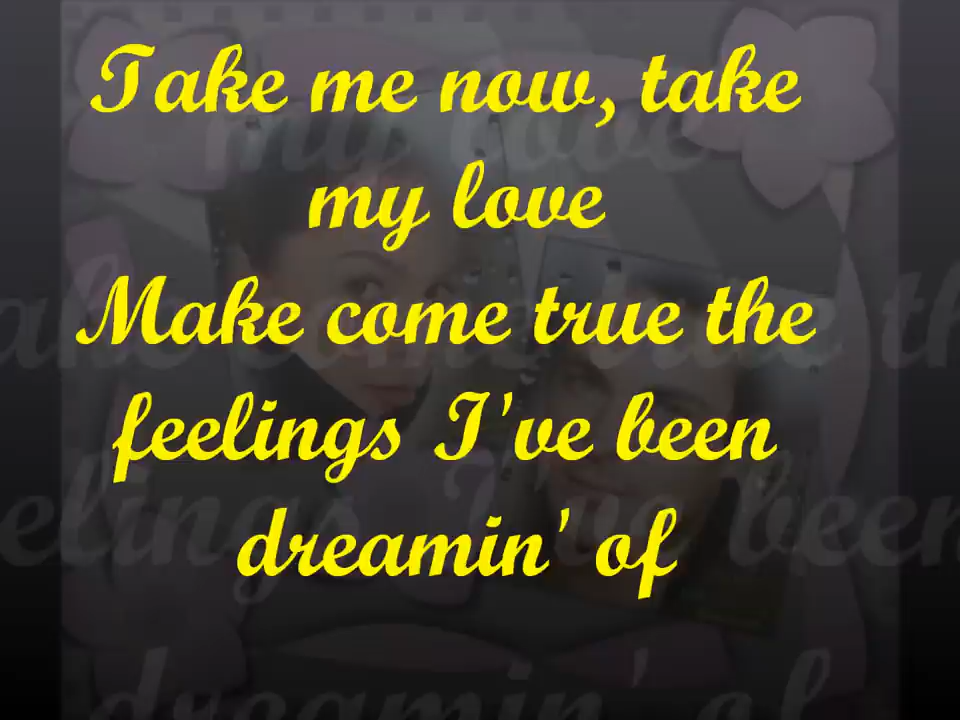 Take me now, take
my love
Make come true the
feelings I've been
dreamin' of